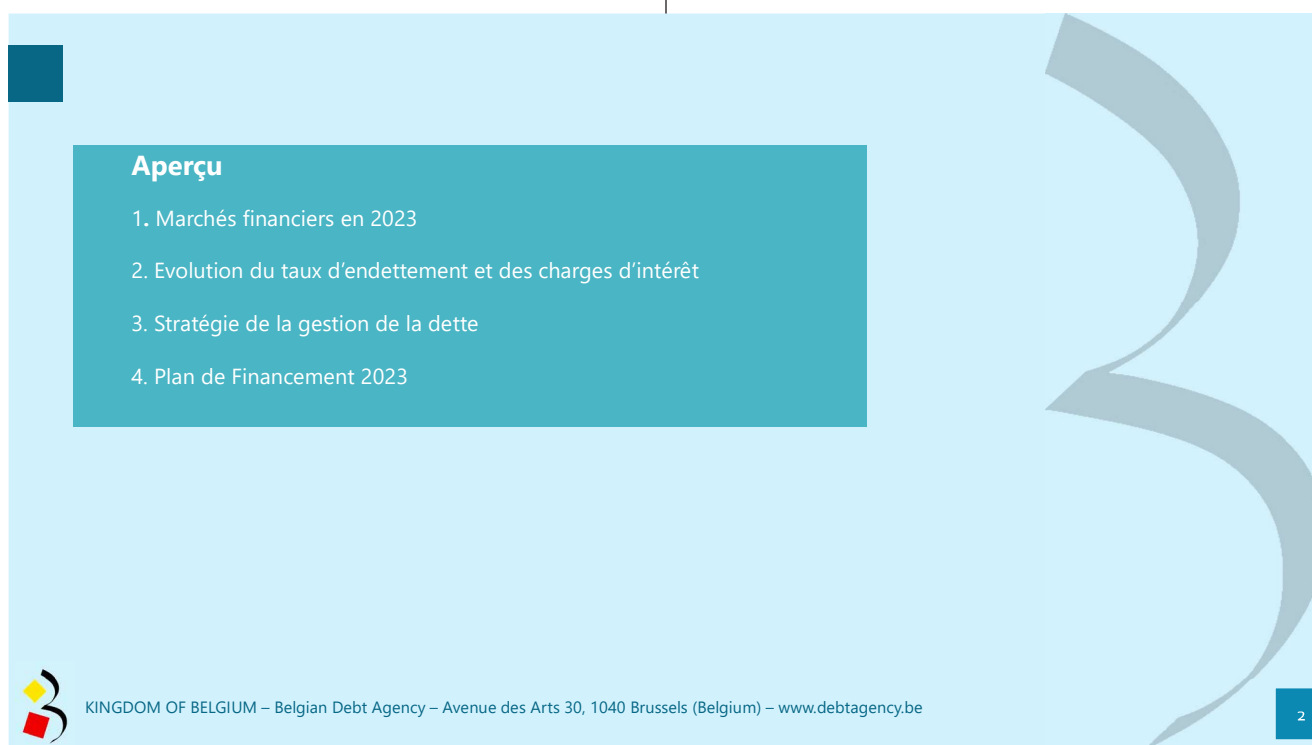 Aperçu
1. Marchés financiers en 2023
2. Evolution du taux d’endettement et des charges d’intérêt
3. Stratégie de la gestion de la dette
4. Plan de Financement 2023
KINGDOM OF BELGIUM – Belgian Debt Agency – Avenue des Arts 30, 1040 Brussels (Belgium) – www.debtagency.be
2